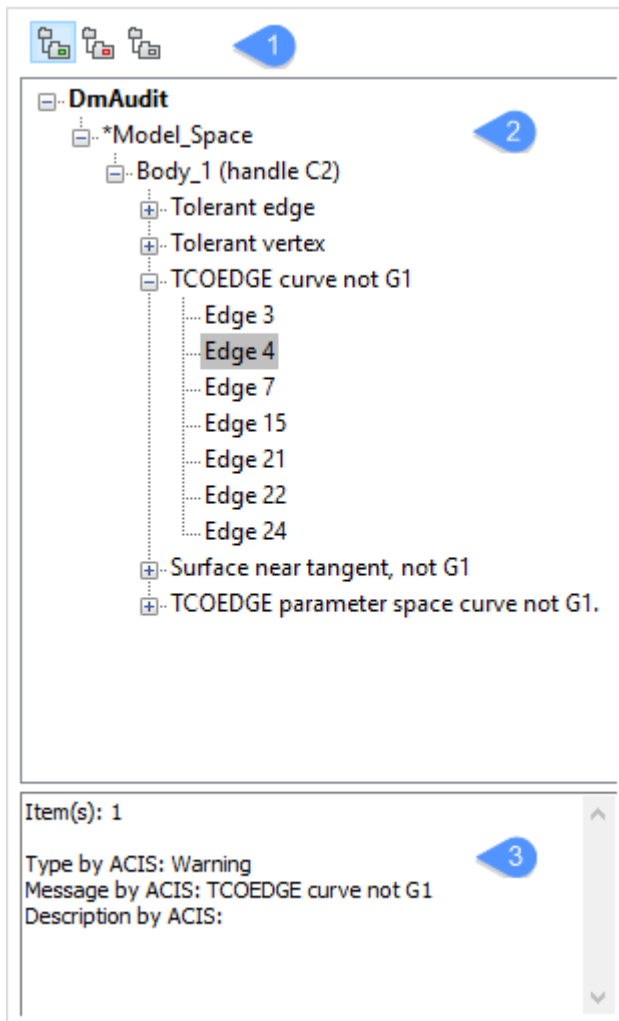 1
DmAudit
*Model_Space
2
Body_1 (handle C2)
Tolerant edge
Tolerant vertex
TCOEDGE curve not G1
Edge 3
Edge 4
Edge 7
Edge 15
Edge 21
Edge 22
Edge 24
Surface near tangent, not G1
TCOEDGE parameter space curve not G1.
Item(s): 1
Type by ACIS: Warning
3
Message by ACIS: TCOEDGE curve not G1
Description by ACIS: